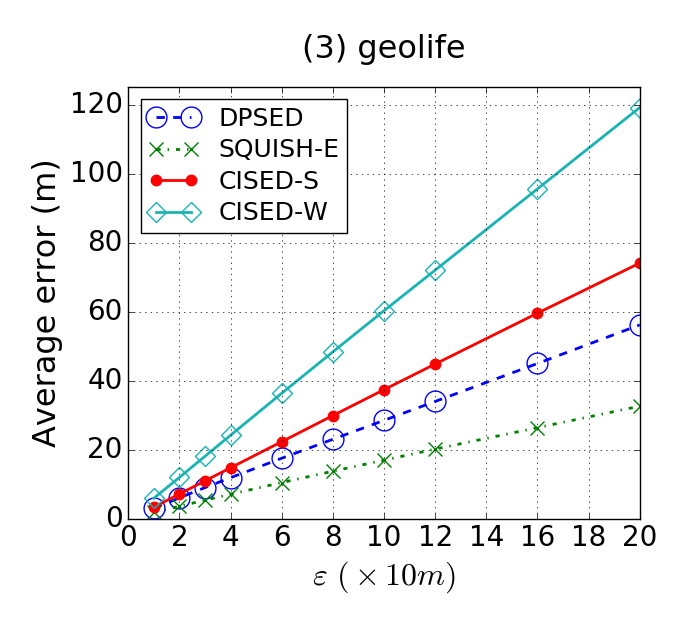 (3) geolife
DPSED
SQUISH-E
CISED-S
CISED-W
Average error (m)
120
100
80
60
40
20
0
0 2 4 6 8 10 12 14 16 18 20
ε (×10m)